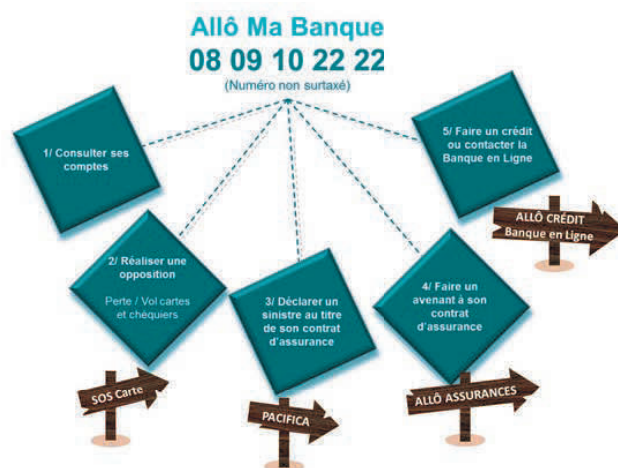 Allô Ma Banque
08 09 10 22 22
(Numéro non surtaxé)
1/ Consulter ses
comptes
2/ Réaliser une
opposition
Perte / Vol cartes
et chéquiers
SOS Carte
3/ Déclarer un
sinistre au titre
de son contrat
d'assurance
PACIFICA
4/ Faire un
avenant à son
contrat
d'assurance
ALLÔ ASSURANCES
5/ Faire un crédit
ou contacter la
Banque en Ligne
ALLÔ CRÉDIT
Banque en Ligne